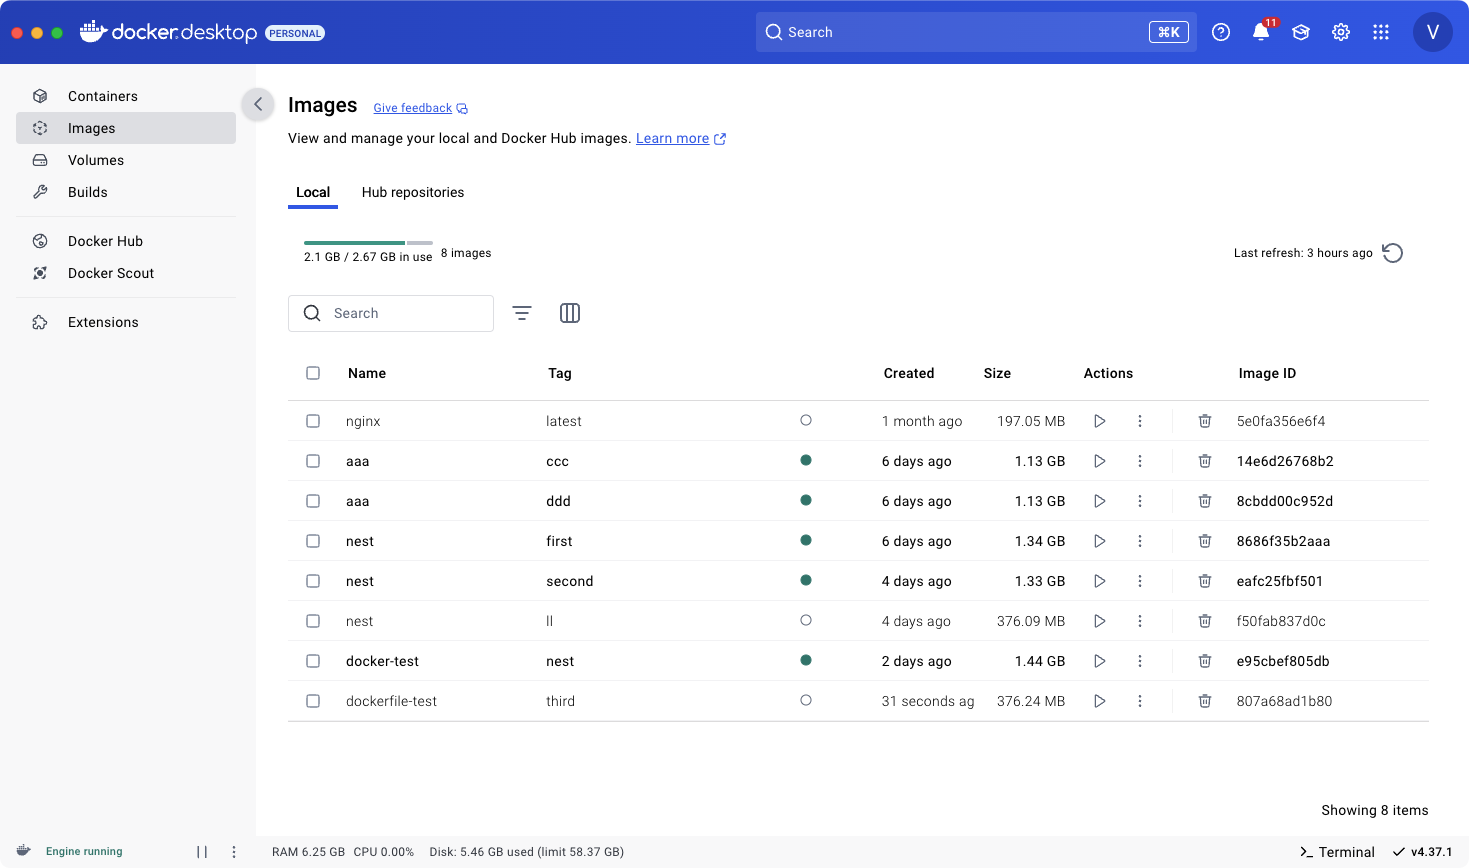 docker.desktop PERSONAL
Search
⌘K
11
V
Containers
Images
Volumes
Builds
Docker Hub
Docker Scout
Extensions
Images Give feedback
View and manage your local and Docker Hub images. Learn more
Local Hub repositories
2.1 GB / 2.67 GB in use 8 images
Last refresh: 3 hours ago
Search
Name Tag Created Size Actions Image ID
nginx latest 1 month ago 197.05 MB 5e0fa356e6f4
aaa ccc 6 days ago 1.13 GB 14e6d26768b2
aaa ddd 6 days ago 1.13 GB 8cbdd00c952d
nest first 6 days ago 1.34 GB 8686f35b2aaa
nest second 4 days ago 1.33 GB eafc25fbf501
nest ll 4 days ago 376.09 MB f50fab837d0c
docker-test nest 2 days ago 1.44 GB e95cbef805db
dockerfile-test third 31 seconds ag 376.24 MB 807a68ad1b80
Showing 8 items
Engine running
RAM 6.25 GB CPU 0.00% Disk: 5.46 GB used (limit 58.37 GB)
Terminal
v4.37.1